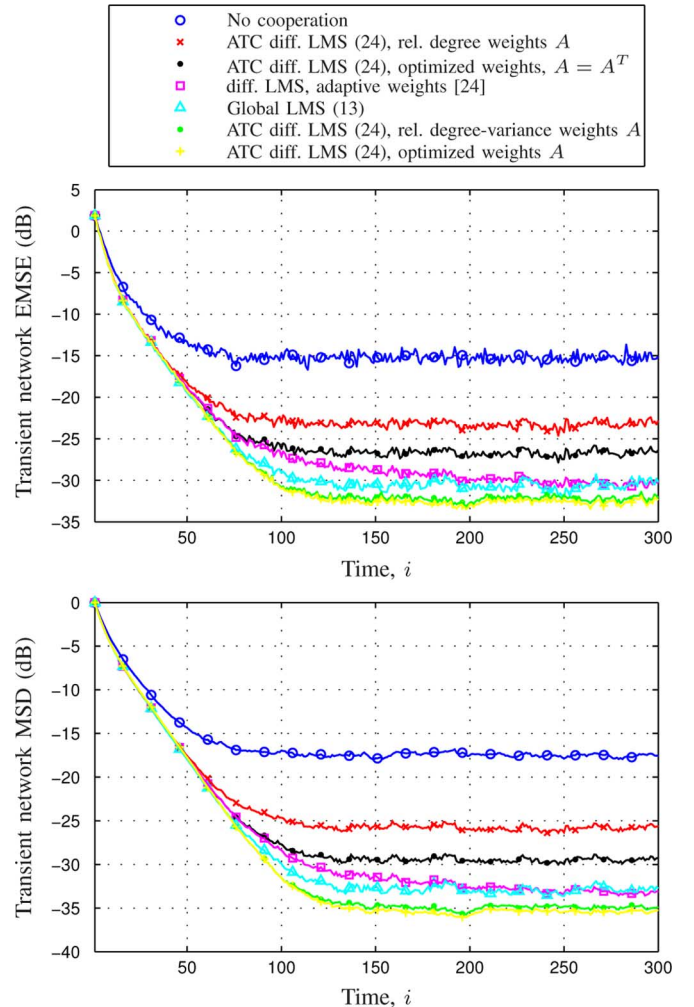 No cooperation
ATC diff. LMS (24), rel. degree weights A
ATC diff. LMS (24), optimized weights, A = A^T
diff. LMS, adaptive weights [24]
Global LMS (13)
ATC diff. LMS (24), rel. degree-variance weights A
ATC diff. LMS (24), optimized weights A
5
0
−5
−10
−15
−20
−25
−30
−35
Transient network EMSE (dB)
50 100 150 200 250 300
Time, i
0
−5
−10
−15
−20
−25
−30
−35
−40
Transient network MSD (dB)
50 100 150 200 250 300
Time, i